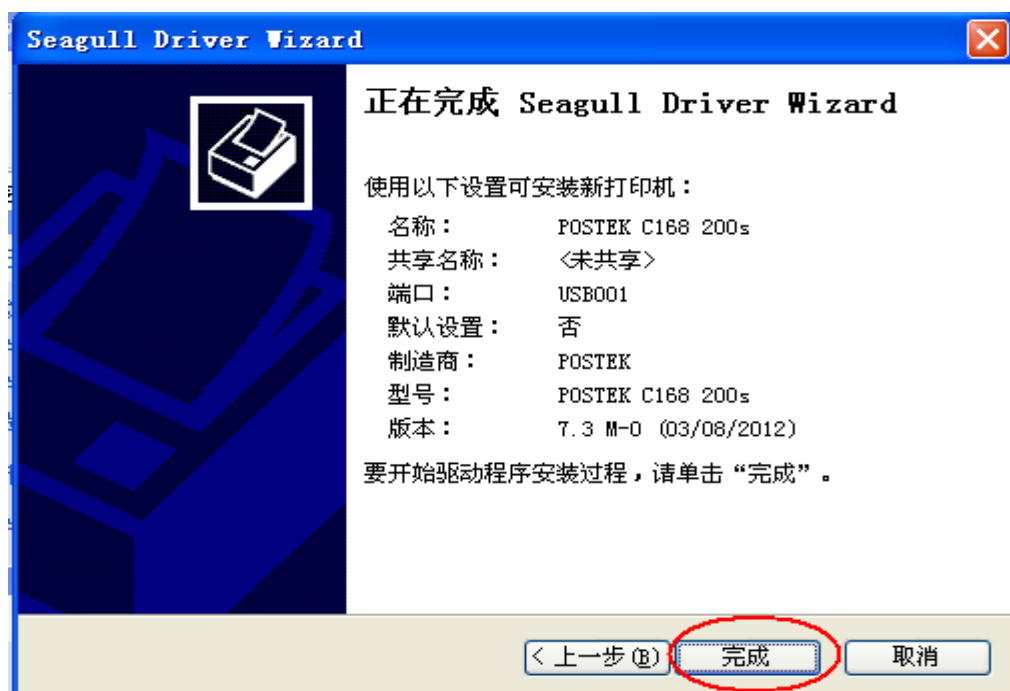 Seagull Driver Wizard
正在完成 Seagull Driver Wizard
使用以下设置可安装新打印机：
名称： POSTEK C168 200s
共享名称： <未共享>
端口： USB001
默认设置： 否
制造商： POSTEK
型号： POSTEK C168 200s
版本： 7.3 M-0 (03/08/2012)
要开始驱动程序安装过程，请单击“完成”。
< 上一步(B) 完成 取消